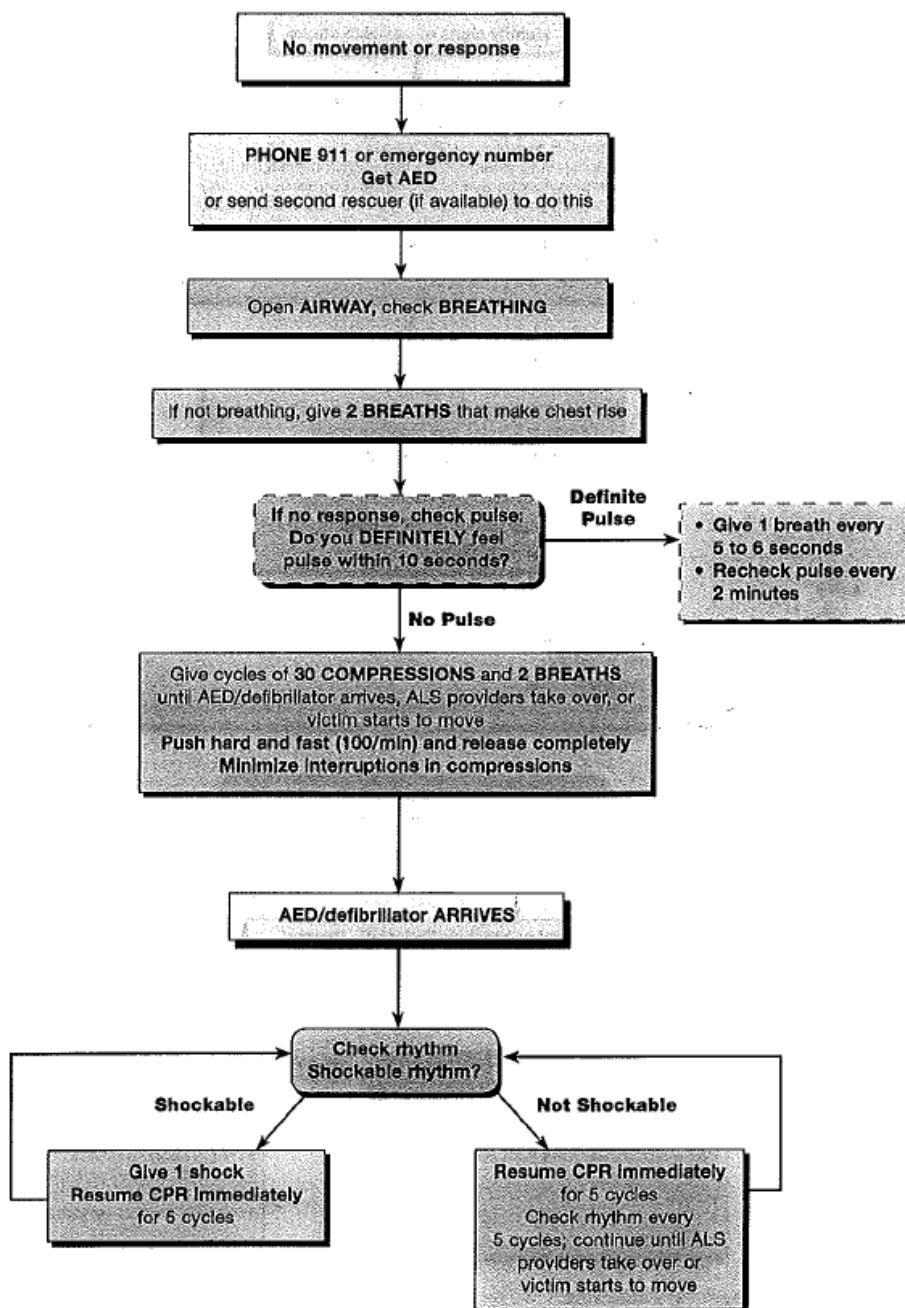 No movement or response
PHONE 911 or emergency number
Get AED
or send second rescuer (if available) to do this
Open AIRWAY, check BREATHING
If not breathing, give 2 BREATHS that make chest rise
If no response, check pulse:
Do you DEFINITELY feel
pulse within 10 seconds?
Definite
Pulse
• Give 1 breath every
5 to 6 seconds
• Recheck pulse every
2 minutes
No Pulse
Give cycles of 30 COMPRESSIONS and 2 BREATHS
until AED/defibrillator arrives, ALS providers take over, or
victim starts to move
Push hard and fast (100/min) and release completely
Minimize interruptions in compressions
AED/defibrillator ARRIVES
Check rhythm
Shockable rhythm?
Shockable
Not Shockable
Give 1 shock
Resume CPR immediately
for 5 cycles
Resume CPR immediately
for 5 cycles
Check rhythm every
5 cycles; continue until ALS
providers take over or
victim starts to move